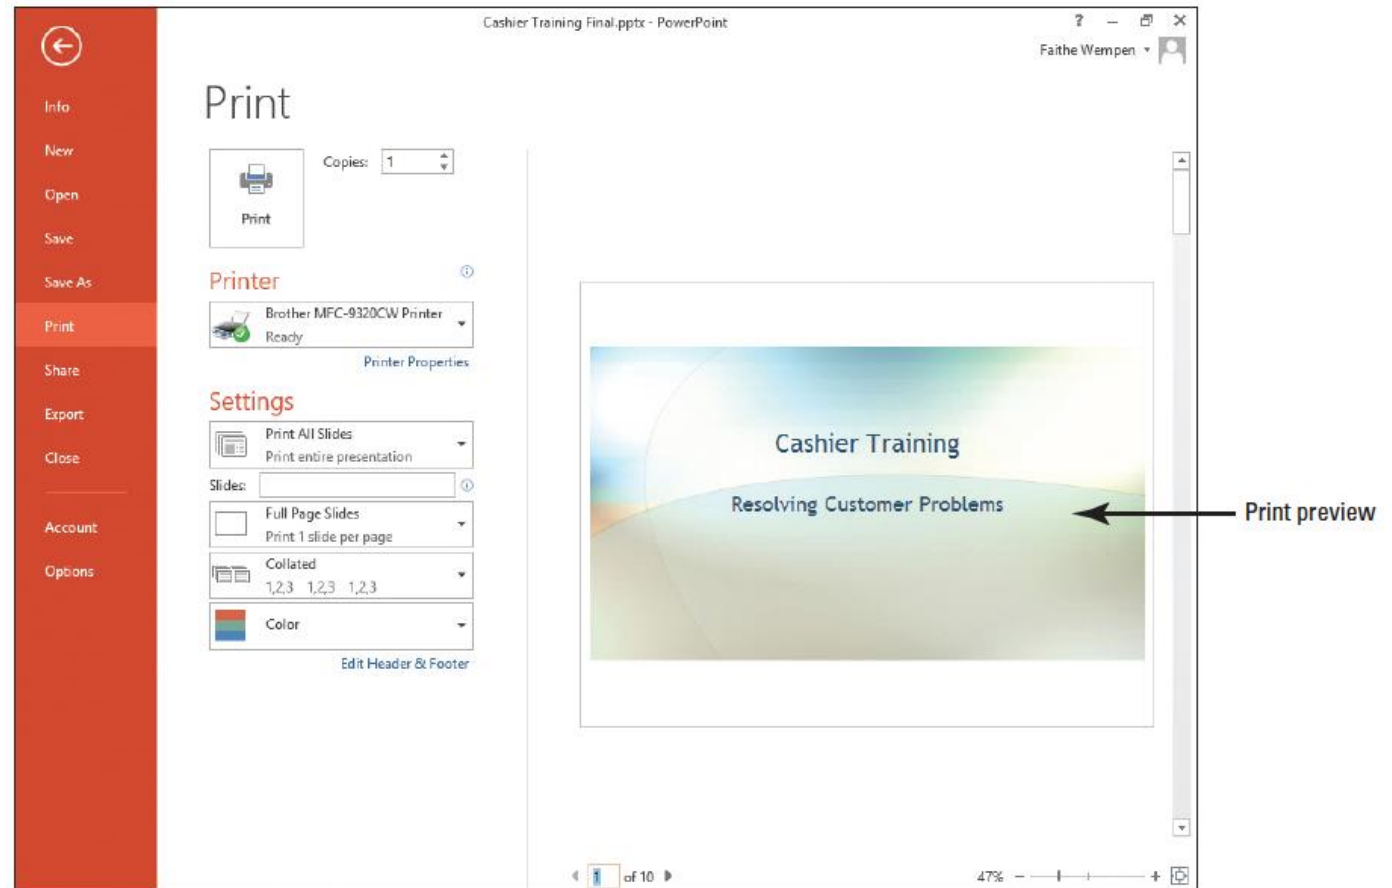 Cashier Training Final.pptx - PowerPoint
?
Faithe Wempen
Info
New
Open
Save
Save As
Print
Share
Export
Close
Account
Options
Print
Print
Copies: 1
Printer
Brother MFC-9320CW Printer
Ready
Printer Properties
Settings
Print All Slides
Print entire presentation
Slides:
Full Page Slides
Print 1 slide per page
Collated
1,2,3 1,2,3 1,2,3
Color
Edit Header & Footer
Cashier Training
Resolving Customer Problems
Print preview
1 of 10
47%